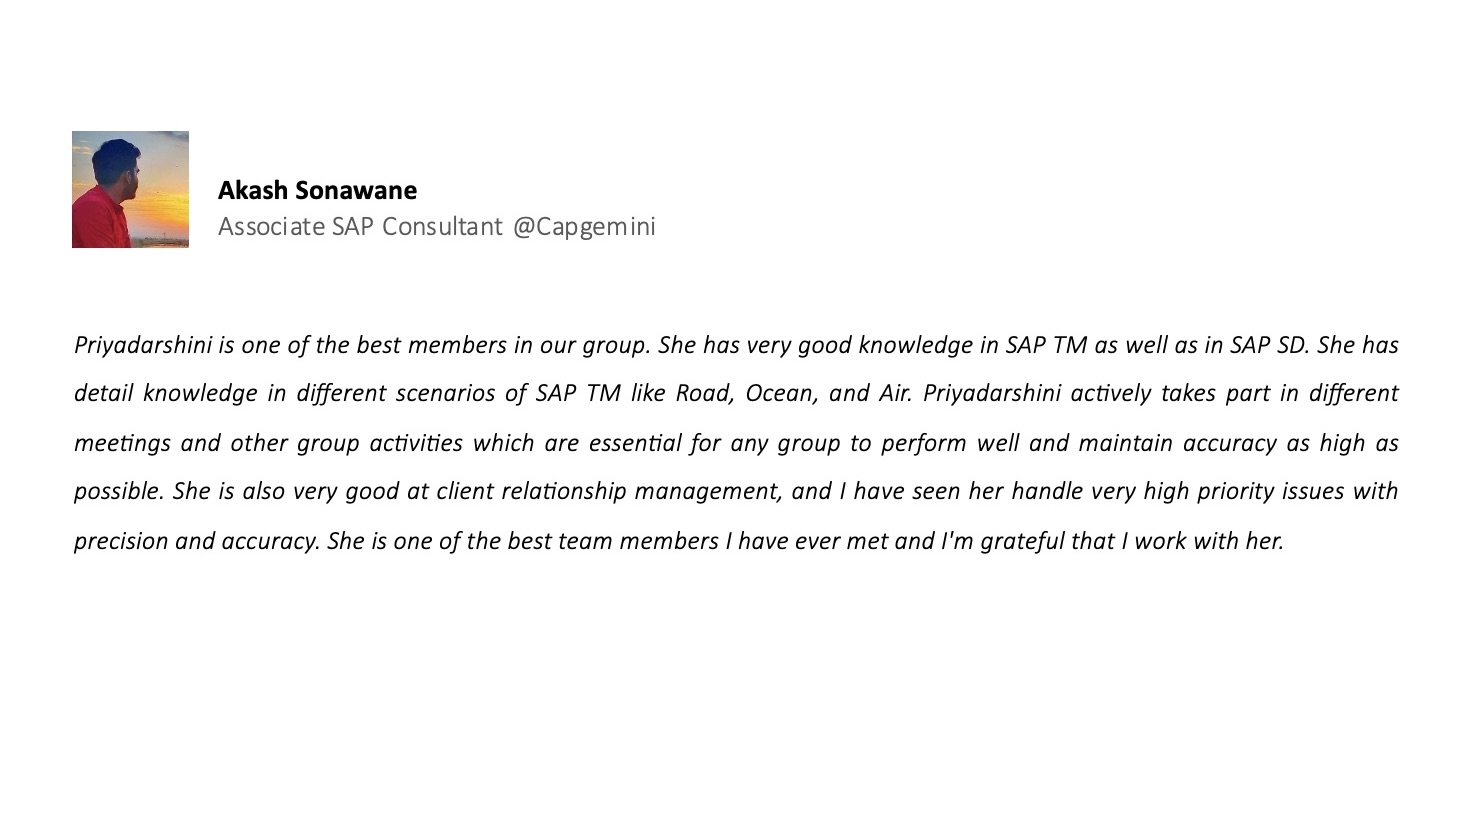 Akash Sonawane
Associate SAP Consultant @Capgemini
Priyadarshini is one of the best members in our group. She has very good knowledge in SAP TM as well as in SAP SD. She has
detail knowledge in different scenarios of SAP TM like Road, Ocean, and Air. Priyadarshini actively takes part in different
meetings and other group activities which are essential for any group to perform well and maintain accuracy as high as
possible. She is also very good at client relationship management, and I have seen her handle very high priority issues with
precision and accuracy. She is one of the best team members I have ever met and I'm grateful that I work with her.